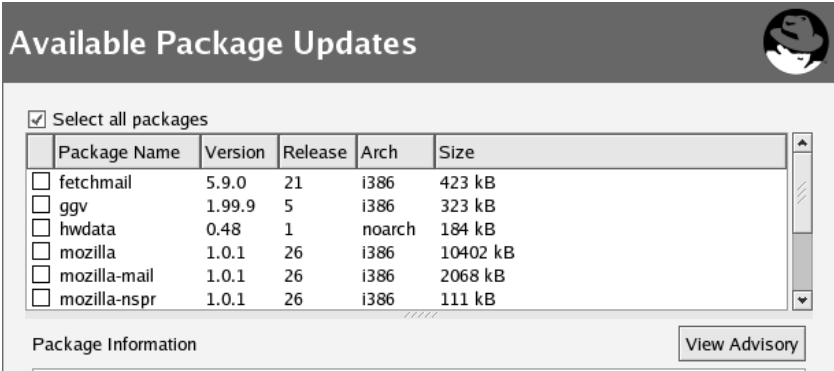 Available Package Updates
Select all packages
Package Name Version Release Arch Size
fetchmail 5.9.0 21 i386 423 kB
ggv 1.99.9 5 i386 323 kB
hwdata 0.48 1 noarch 184 kB
mozilla 1.0.1 26 i386 10402 kB
mozilla-mail 1.0.1 26 i386 2068 kB
mozilla-nspr 1.0.1 26 i386 111 kB
Package Information View Advisory